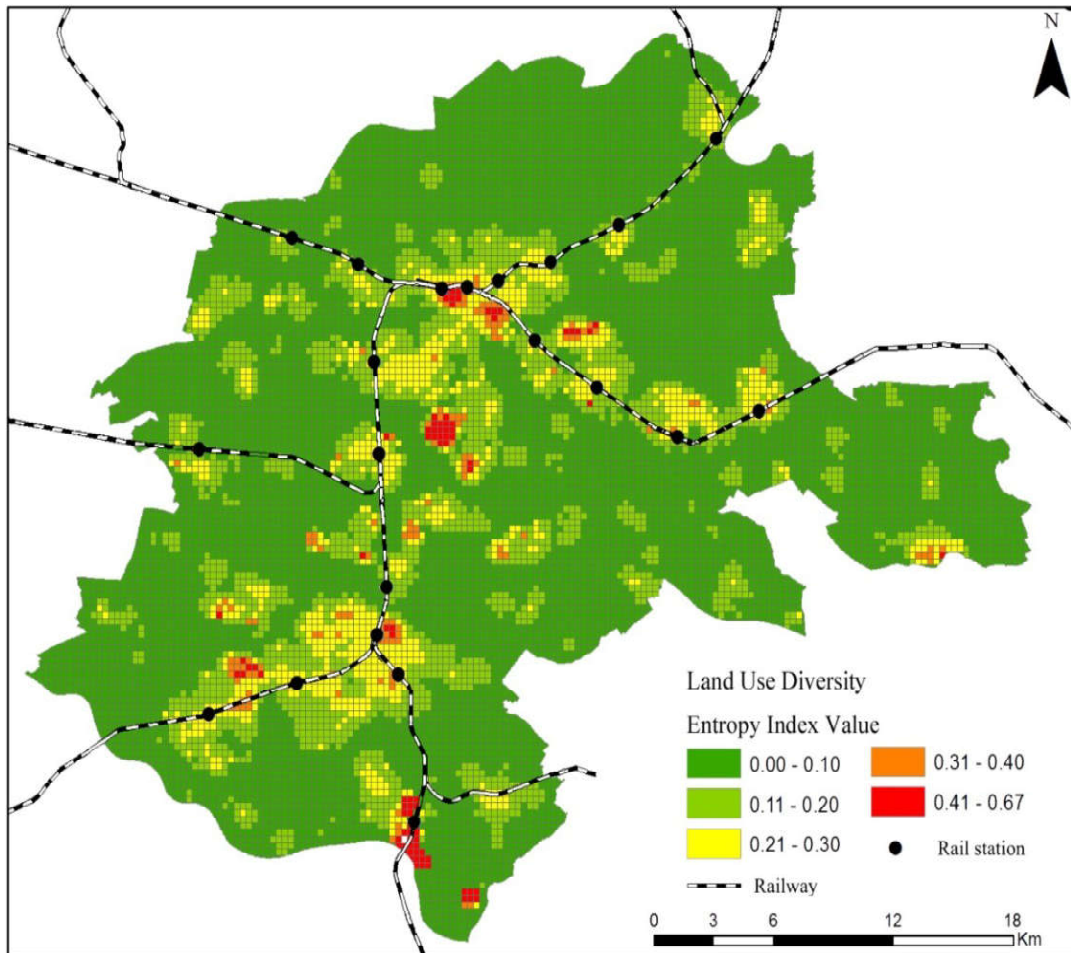 N
Land Use Diversity
Entropy Index Value
0.00 - 0.10
0.31 - 0.40
0.11 - 0.20
0.41 - 0.67
0.21 - 0.30
Rail station
Railway
0 3 6 12 18
Km